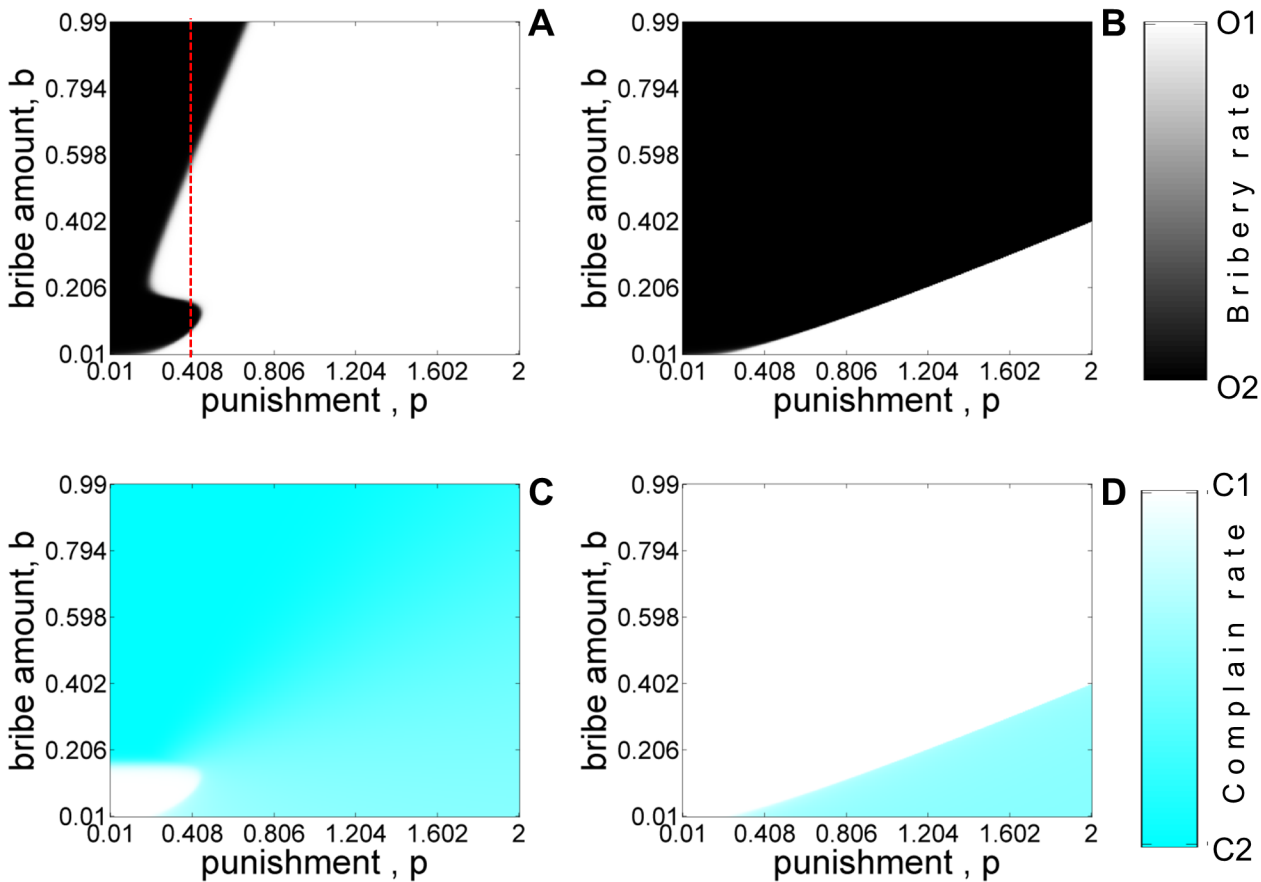 A
0.99
0.794
0.598
0.402
0.206
0.01
bribe amount, b
0.01 0.408 0.806 1.204 1.602 2
punishment , p
B
0.99
0.794
0.598
0.402
0.206
0.01
bribe amount, b
0.01 0.408 0.806 1.204 1.602 2
punishment , p
O1
Bribery rate
O2
C
0.99
0.794
0.598
0.402
0.206
0.01
bribe amount, b
0.01 0.408 0.806 1.204 1.602 2
punishment , p
D
0.99
0.794
0.598
0.402
0.206
0.01
bribe amount, b
0.01 0.408 0.806 1.204 1.602 2
punishment , p
C1
Complain rate
C2